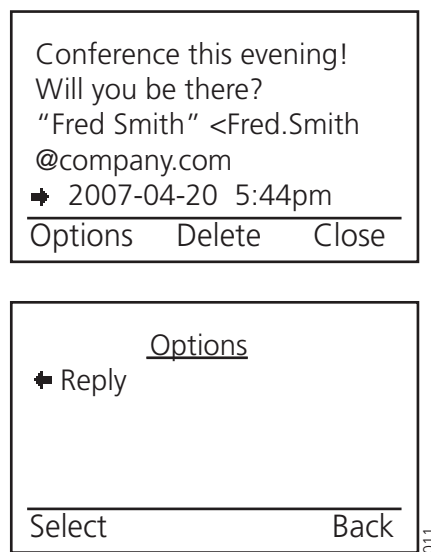 Conference this evening!
Will you be there?
“Fred Smith” <Fred.Smith
@company.com
➡ 2007-04-20 5:44pm
Options Delete Close
Options
⬅ Reply
Select Back
011